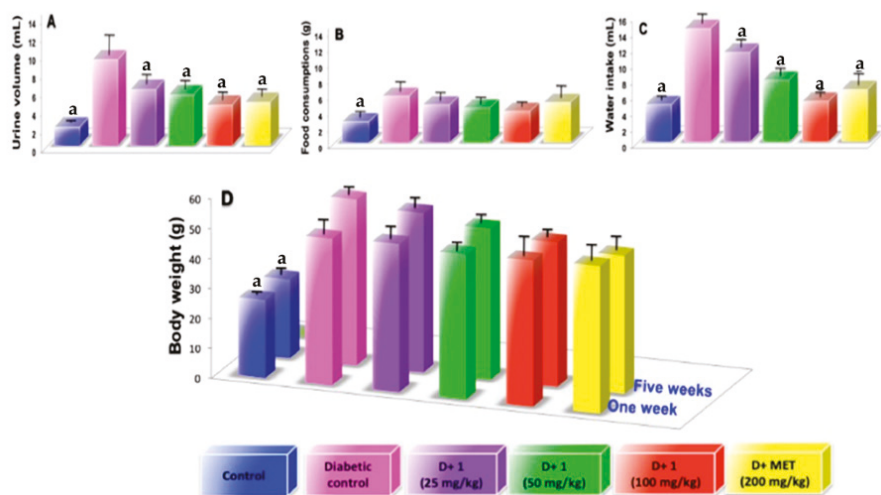 A
Urine volume (mL)
14
12
10
8
6
4
2
0
a
a
a
a
a
B
Food consumptions (g)
14
12
10
8
6
4
2
0
a
C
Water intake (mL)
16
14
12
10
8
6
4
2
0
a
a
a
a
a
D
Body weight (g)
60
50
40
30
20
10
0
a
a
Five weeks
One week
Control
Diabetic
control
D+ 1
(25 mg/kg)
D+ 1
(50 mg/kg)
D+ 1
(100 mg/kg)
D+ MET
(200 mg/kg)